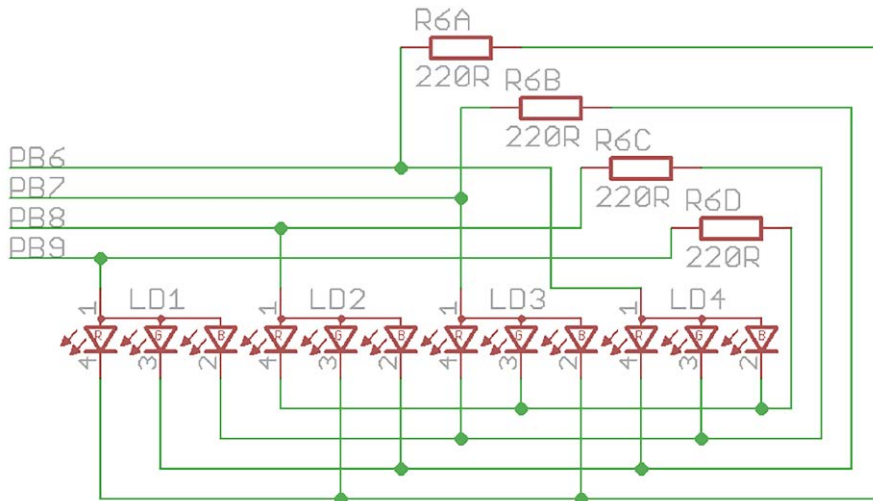 R6A
220R
R6B
220R
R6C
220R
R6D
220R
PB6
PB7
PB8
PB9
1 LD1 1 LD2 1 LD3 1 LD4
R G B R G B R G B R G B
4 3 2 4 3 2 4 3 2 4 3 2